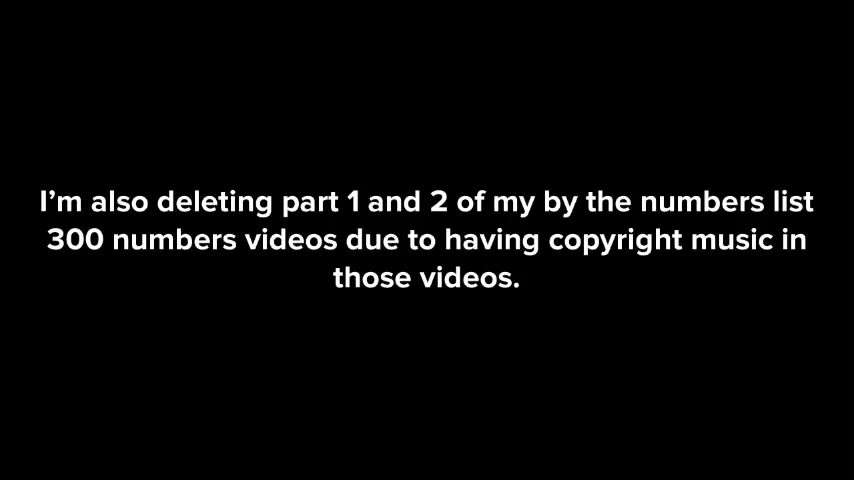 I’m also deleting part 1 and 2 of my by the numbers list
300 numbers videos due to having copyright music in
those videos.